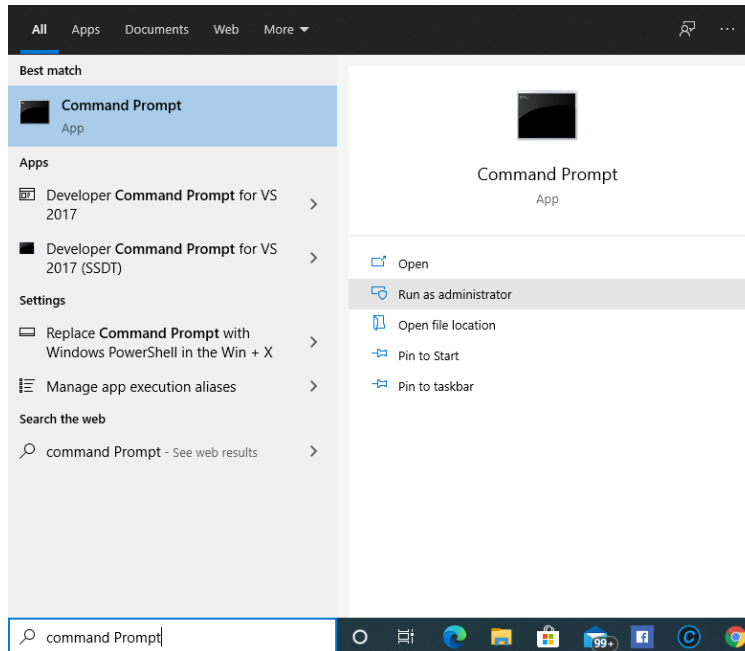 All Apps Documents Web More
Best match
Command Prompt
App
Apps
Developer Command Prompt for VS
2017
Developer Command Prompt for VS
2017 (SSDT)
Settings
Replace Command Prompt with
Windows PowerShell in the Win + X
Manage app execution aliases
Search the web
command Prompt - See web results
Command Prompt
App
Open
Run as administrator
Open file location
Pin to Start
Pin to taskbar
command Prompt
99+